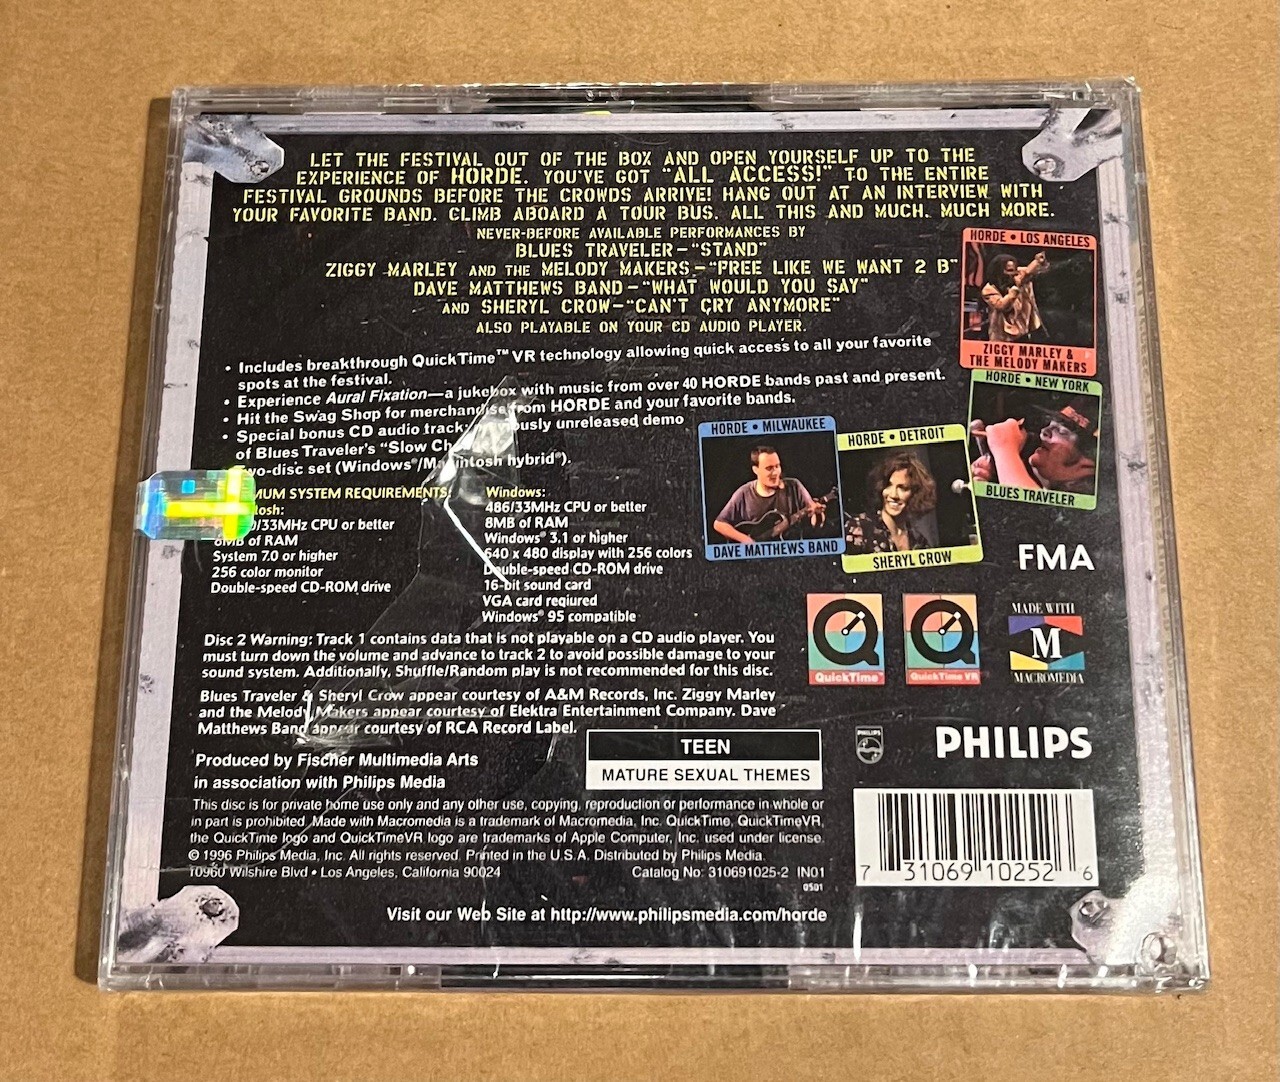 LET THE FESTIVAL OUT OF THE BOX AND OPEN YOURSELF UP TO THE
EXPERIENCE OF HORDE. YOU'VE GOT "ALL ACCESS!" TO THE ENTIRE
FESTIVAL GROUNDS BEFORE THE CROWDS ARRIVE! HANG OUT AT AN INTERVIEW WITH
YOUR FAVORITE BAND. CLIMB ABOARD A TOUR BUS. ALL THIS AND MUCH, MUCH MORE.
NEVER-BEFORE AVAILABLE PERFORMANCES BY
BLUES TRAVELER–"STAND"
ZIGGY MARLEY AND THE MELODY MAKERS–"FREE LIKE WE WANT 2 B"
DAVE MATTHEWS BAND–"WHAT WOULD YOU SAY"
AND SHERYL CROW–"CAN'T CRY ANYMORE"
ALSO PLAYABLE ON YOUR CD AUDIO PLAYER.
• Includes breakthrough QuickTime™ VR technology allowing quick access to all your favorite
spots at the festival.
• Experience Aural Fixation—a jukebox with music from over 40 HORDE bands past and present.
• Hit the Swag Shop for merchandise from HORDE and your favorite bands.
• Special bonus CD audio track: previously unreleased demo
of Blues Traveler's "Slow Ch
Two-disc set (Windows®/Macintosh hybrid®).
HORDE • LOS ANGELES
ZIGGY MARLEY &
THE MELODY MAKERS
HORDE • NEW YORK
BLUES TRAVELER
HORDE • MILWAUKEE
DAVE MATTHEWS BAND
HORDE • DETROIT
SHERYL CROW
MUM SYSTEM REQUIREMENTS:
tosh:
0/33MHz CPU or better
8MB of RAM
System 7.0 or higher
256 color monitor
Double-speed CD-ROM drive
Windows:
486/33MHz CPU or better
8MB of RAM
Windows® 3.1 or higher
640 x 480 display with 256 colors
Double-speed CD-ROM drive
16-bit sound card
VGA card reqiured
Windows® 95 compatible
FMA
QuickTime™
QuickTime VR
MADE WITH
M
MACROMEDIA
Disc 2 Warning: Track 1 contains data that is not playable on a CD audio player. You
must turn down the volume and advance to track 2 to avoid possible damage to your
sound system. Additionally, Shuffle/Random play is not recommended for this disc.
Blues Traveler & Sheryl Crow appear courtesy of A&M Records, Inc. Ziggy Marley
and the Melody Makers appear courtesy of Elektra Entertainment Company. Dave
Matthews Band appear courtesy of RCA Record Label.
Produced by Fischer Multimedia Arts
in association with Philips Media
TEEN
MATURE SEXUAL THEMES
PHILIPS
PHILIPS
This disc is for private home use only and any other use, copying, reproduction or performance in whole or
in part is prohibited. Made with Macromedia is a trademark of Macromedia, Inc. QuickTime, QuickTimeVR,
the QuickTime logo and QuickTimeVR logo are trademarks of Apple Computer, Inc. used under license.
© 1996 Philips Media, Inc. All rights reserved. Printed in the U.S.A. Distributed by Philips Media.
10960 Wilshire Blvd • Los Angeles, California 90024 Catalog No: 310691025-2 IN01
0501
7 31069 10252 6
Visit our Web Site at http://www.philipsmedia.com/horde